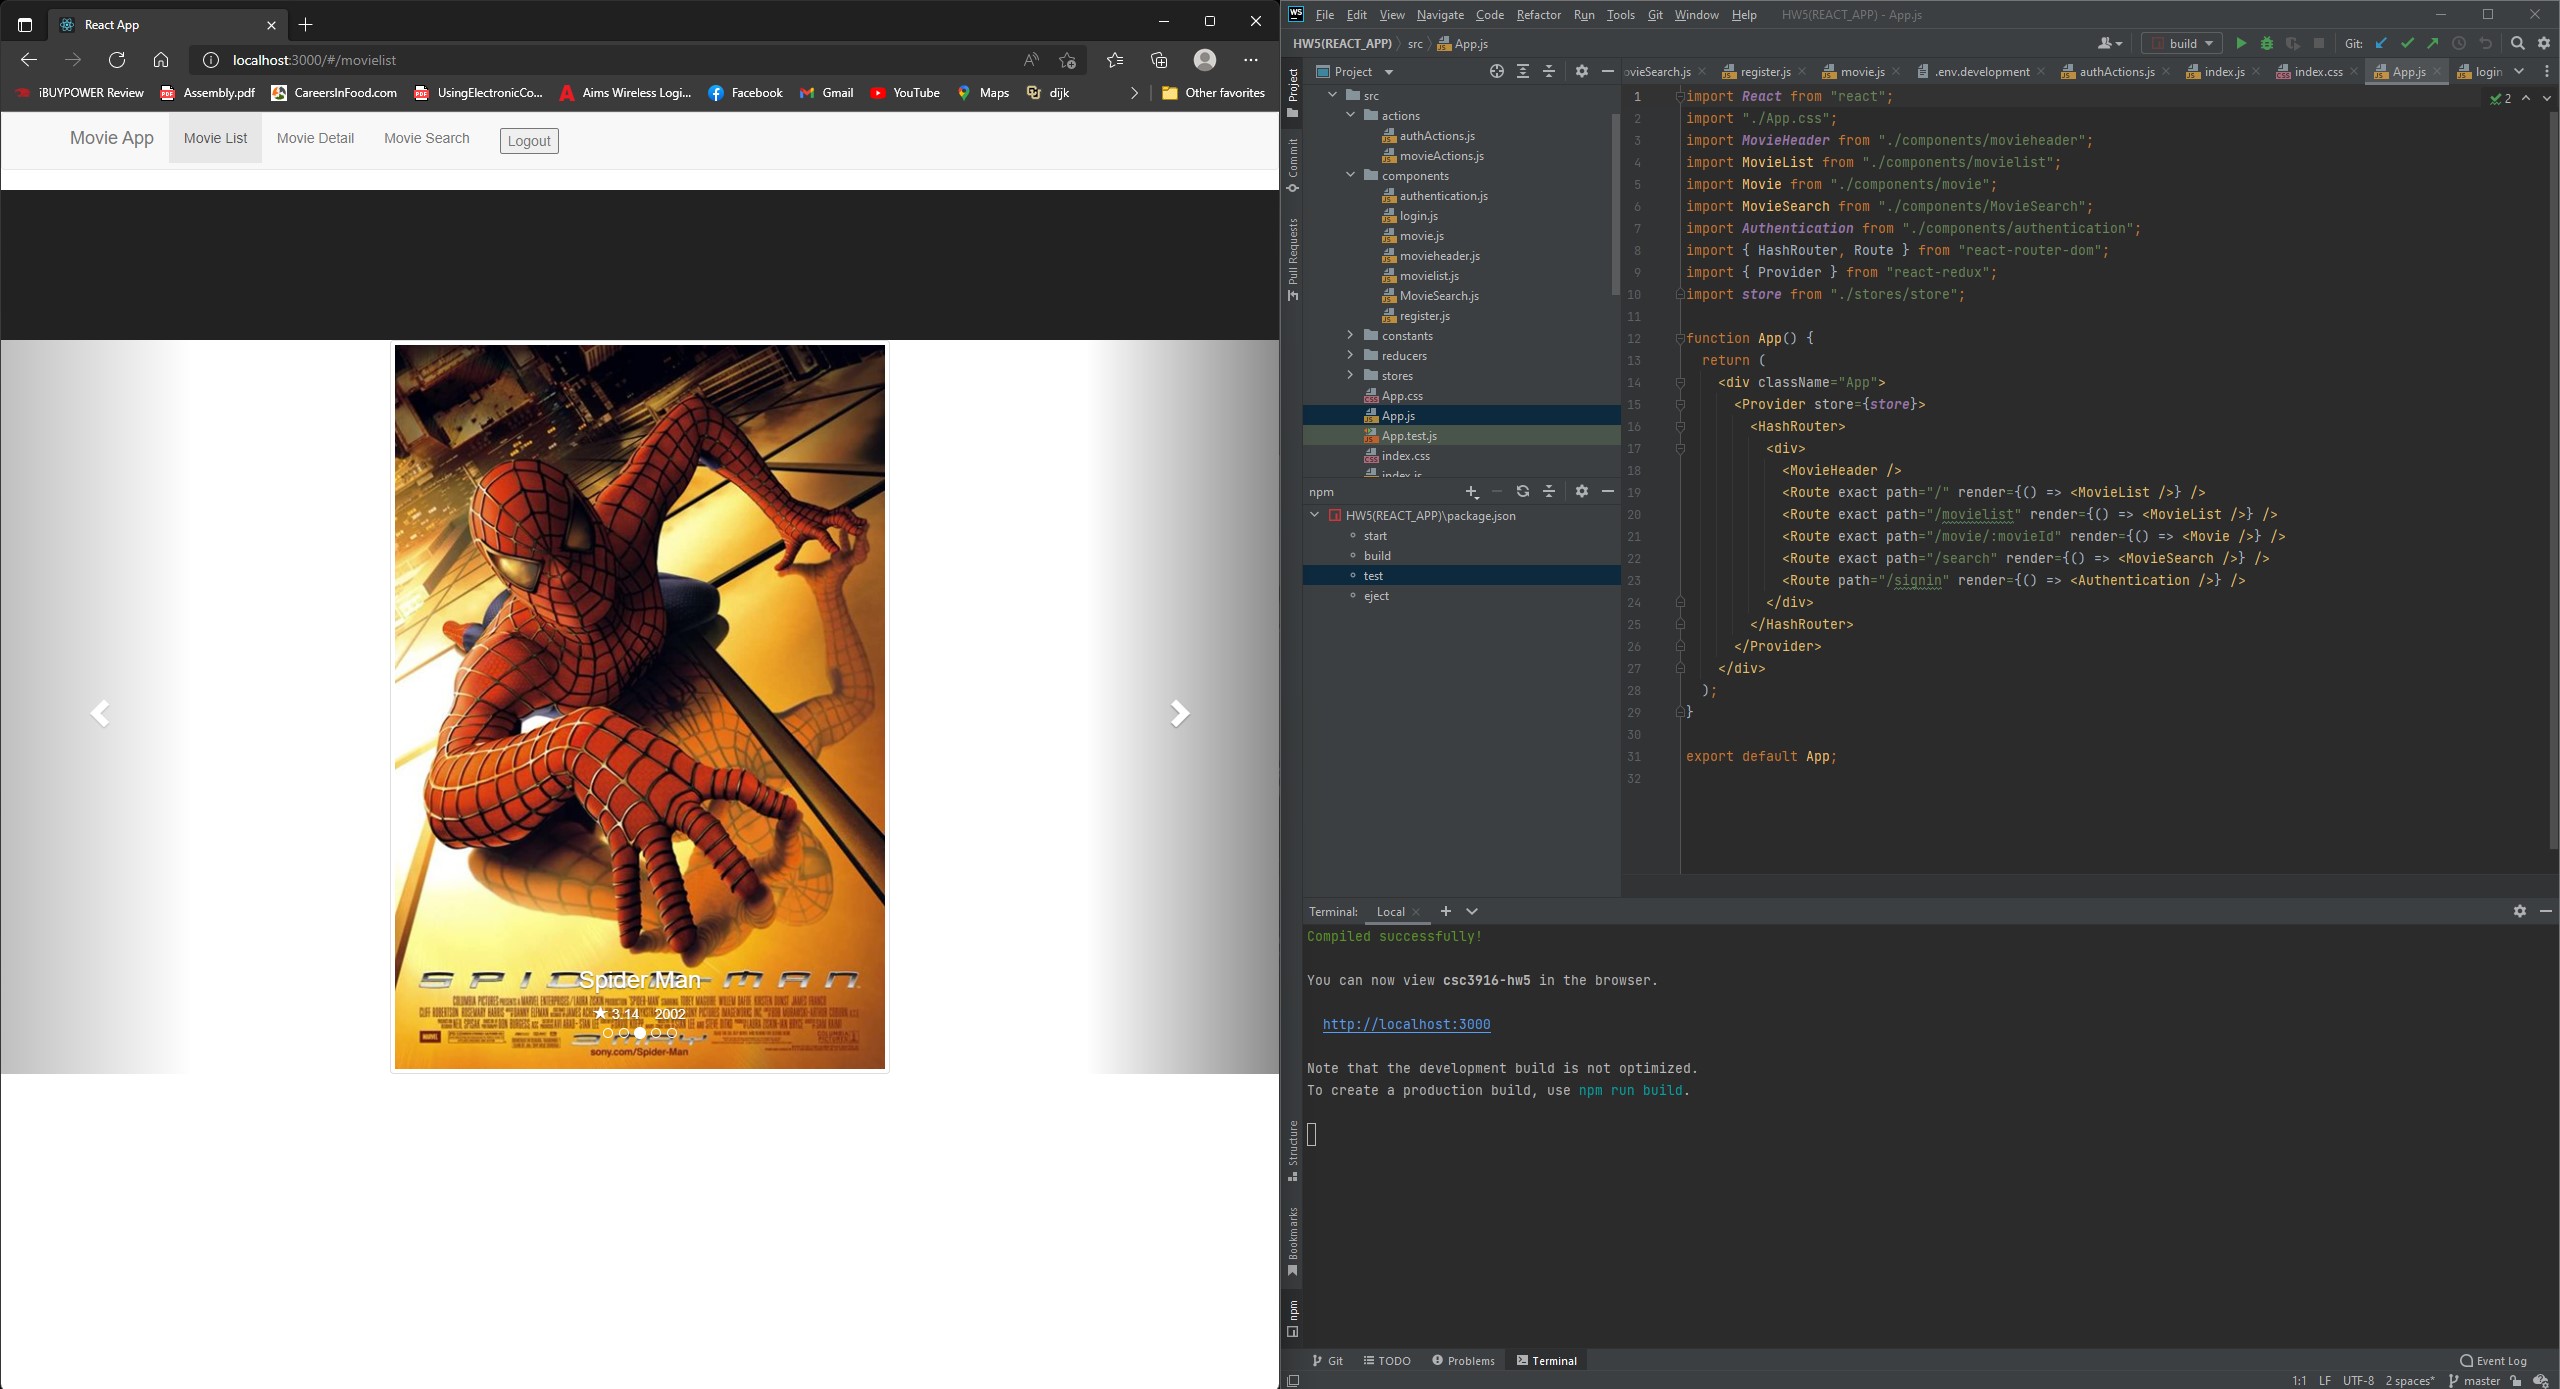 React App
localhost:3000/#/movielist
iBUYPOWER Review Assembly.pdf CareersInFood.com UsingElectronicCo... Aims Wireless Logi... Facebook Gmail YouTube Maps dijk Other favorites
Movie App Movie List Movie Detail Movie Search Logout
SPIDER-MAN
Spider Man
★ 3.14 2002
sony.com/Spider-Man
WS File Edit View Navigate Code Refactor Run Tools Git Window Help HW5(REACT_APP) - App.js
HW5(REACT_APP) src App.js build Git:
Project ovieSearch.js register.js movie.js .env.development authActions.js index.js index.css App.js login
Project
Commit
Pull Requests
src
actions
authActions.js
movieActions.js
components
authentication.js
login.js
movie.js
movieheader.js
movielist.js
MovieSearch.js
register.js
constants
reducers
stores
App.css
App.js
App.test.js
index.css
index.js
npm
HW5(REACT_APP)\package.json
start
build
test
eject
2
1 import React from "react";
2 import "./App.css";
3 import MovieHeader from "./components/movieheader";
4 import MovieList from "./components/movielist";
5 import Movie from "./components/movie";
6 import MovieSearch from "./components/MovieSearch";
7 import Authentication from "./components/authentication";
8 import { HashRouter, Route } from "react-router-dom";
9 import { Provider } from "react-redux";
10 import store from "./stores/store";
11
12 function App() {
13 return (
14 <div className="App">
15 <Provider store={store}>
16 <HashRouter>
17 <div>
18 <MovieHeader />
19 <Route exact path="/" render={() => <MovieList />} />
20 <Route exact path="/movielist" render={() => <MovieList />} />
21 <Route exact path="/movie/:movieId" render={() => <Movie />} />
22 <Route exact path="/search" render={() => <MovieSearch />} />
23 <Route path="/signin" render={() => <Authentication />} />
24 </div>
25 </HashRouter>
26 </Provider>
27 </div>
28 );
29 }
30
31 export default App;
32
Terminal: Local
Compiled successfully!
You can now view csc3916-hw5 in the browser.
http://localhost:3000
Note that the development build is not optimized.
To create a production build, use npm run build.
Structure
Bookmarks
npm
Git TODO Problems Terminal Event Log
1:1 LF UTF-8 2 spaces* master